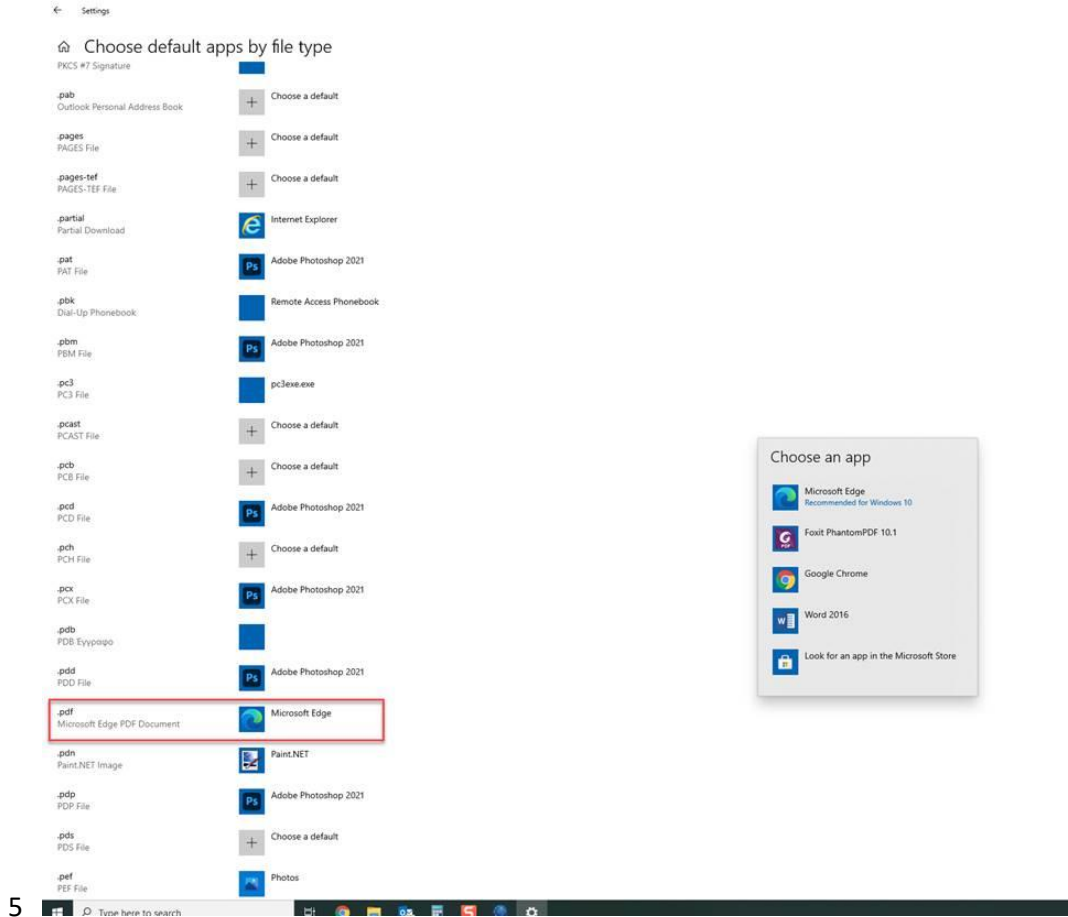 Settings
Choose default apps by file type
PKCS #7 Signature
.pab
Outlook Personal Address Book
Choose a default
.pages
PAGES File
Choose a default
.pages-tef
PAGES-TEF File
Choose a default
.partial
Partial Download
Internet Explorer
.pat
PAT File
Ps
Adobe Photoshop 2021
.pbk
Dial-Up Phonebook
Remote Access Phonebook
.pbm
PBM File
Ps
Adobe Photoshop 2021
.pc3
PC3 File
pc3exe.exe
.pcast
PCAST File
Choose a default
.pcb
PCB File
Choose a default
.pcd
PCD File
Ps
Adobe Photoshop 2021
.pch
PCH File
Choose a default
.pcx
PCX File
Ps
Adobe Photoshop 2021
.pdb
PDB Εγγραφο
.pdd
PDD File
Ps
Adobe Photoshop 2021
.pdf
Microsoft Edge PDF Document
Microsoft Edge
.pdn
Paint.NET Image
Paint.NET
.pdp
PDP File
Ps
Adobe Photoshop 2021
.pds
PDS File
Choose a default
.pef
PEF File
Photos
Choose an app
Microsoft Edge
Recommended for Windows 10
Foxit PhantomPDF 10.1
Google Chrome
Word 2016
Look for an app in the Microsoft Store
5
Type here to search